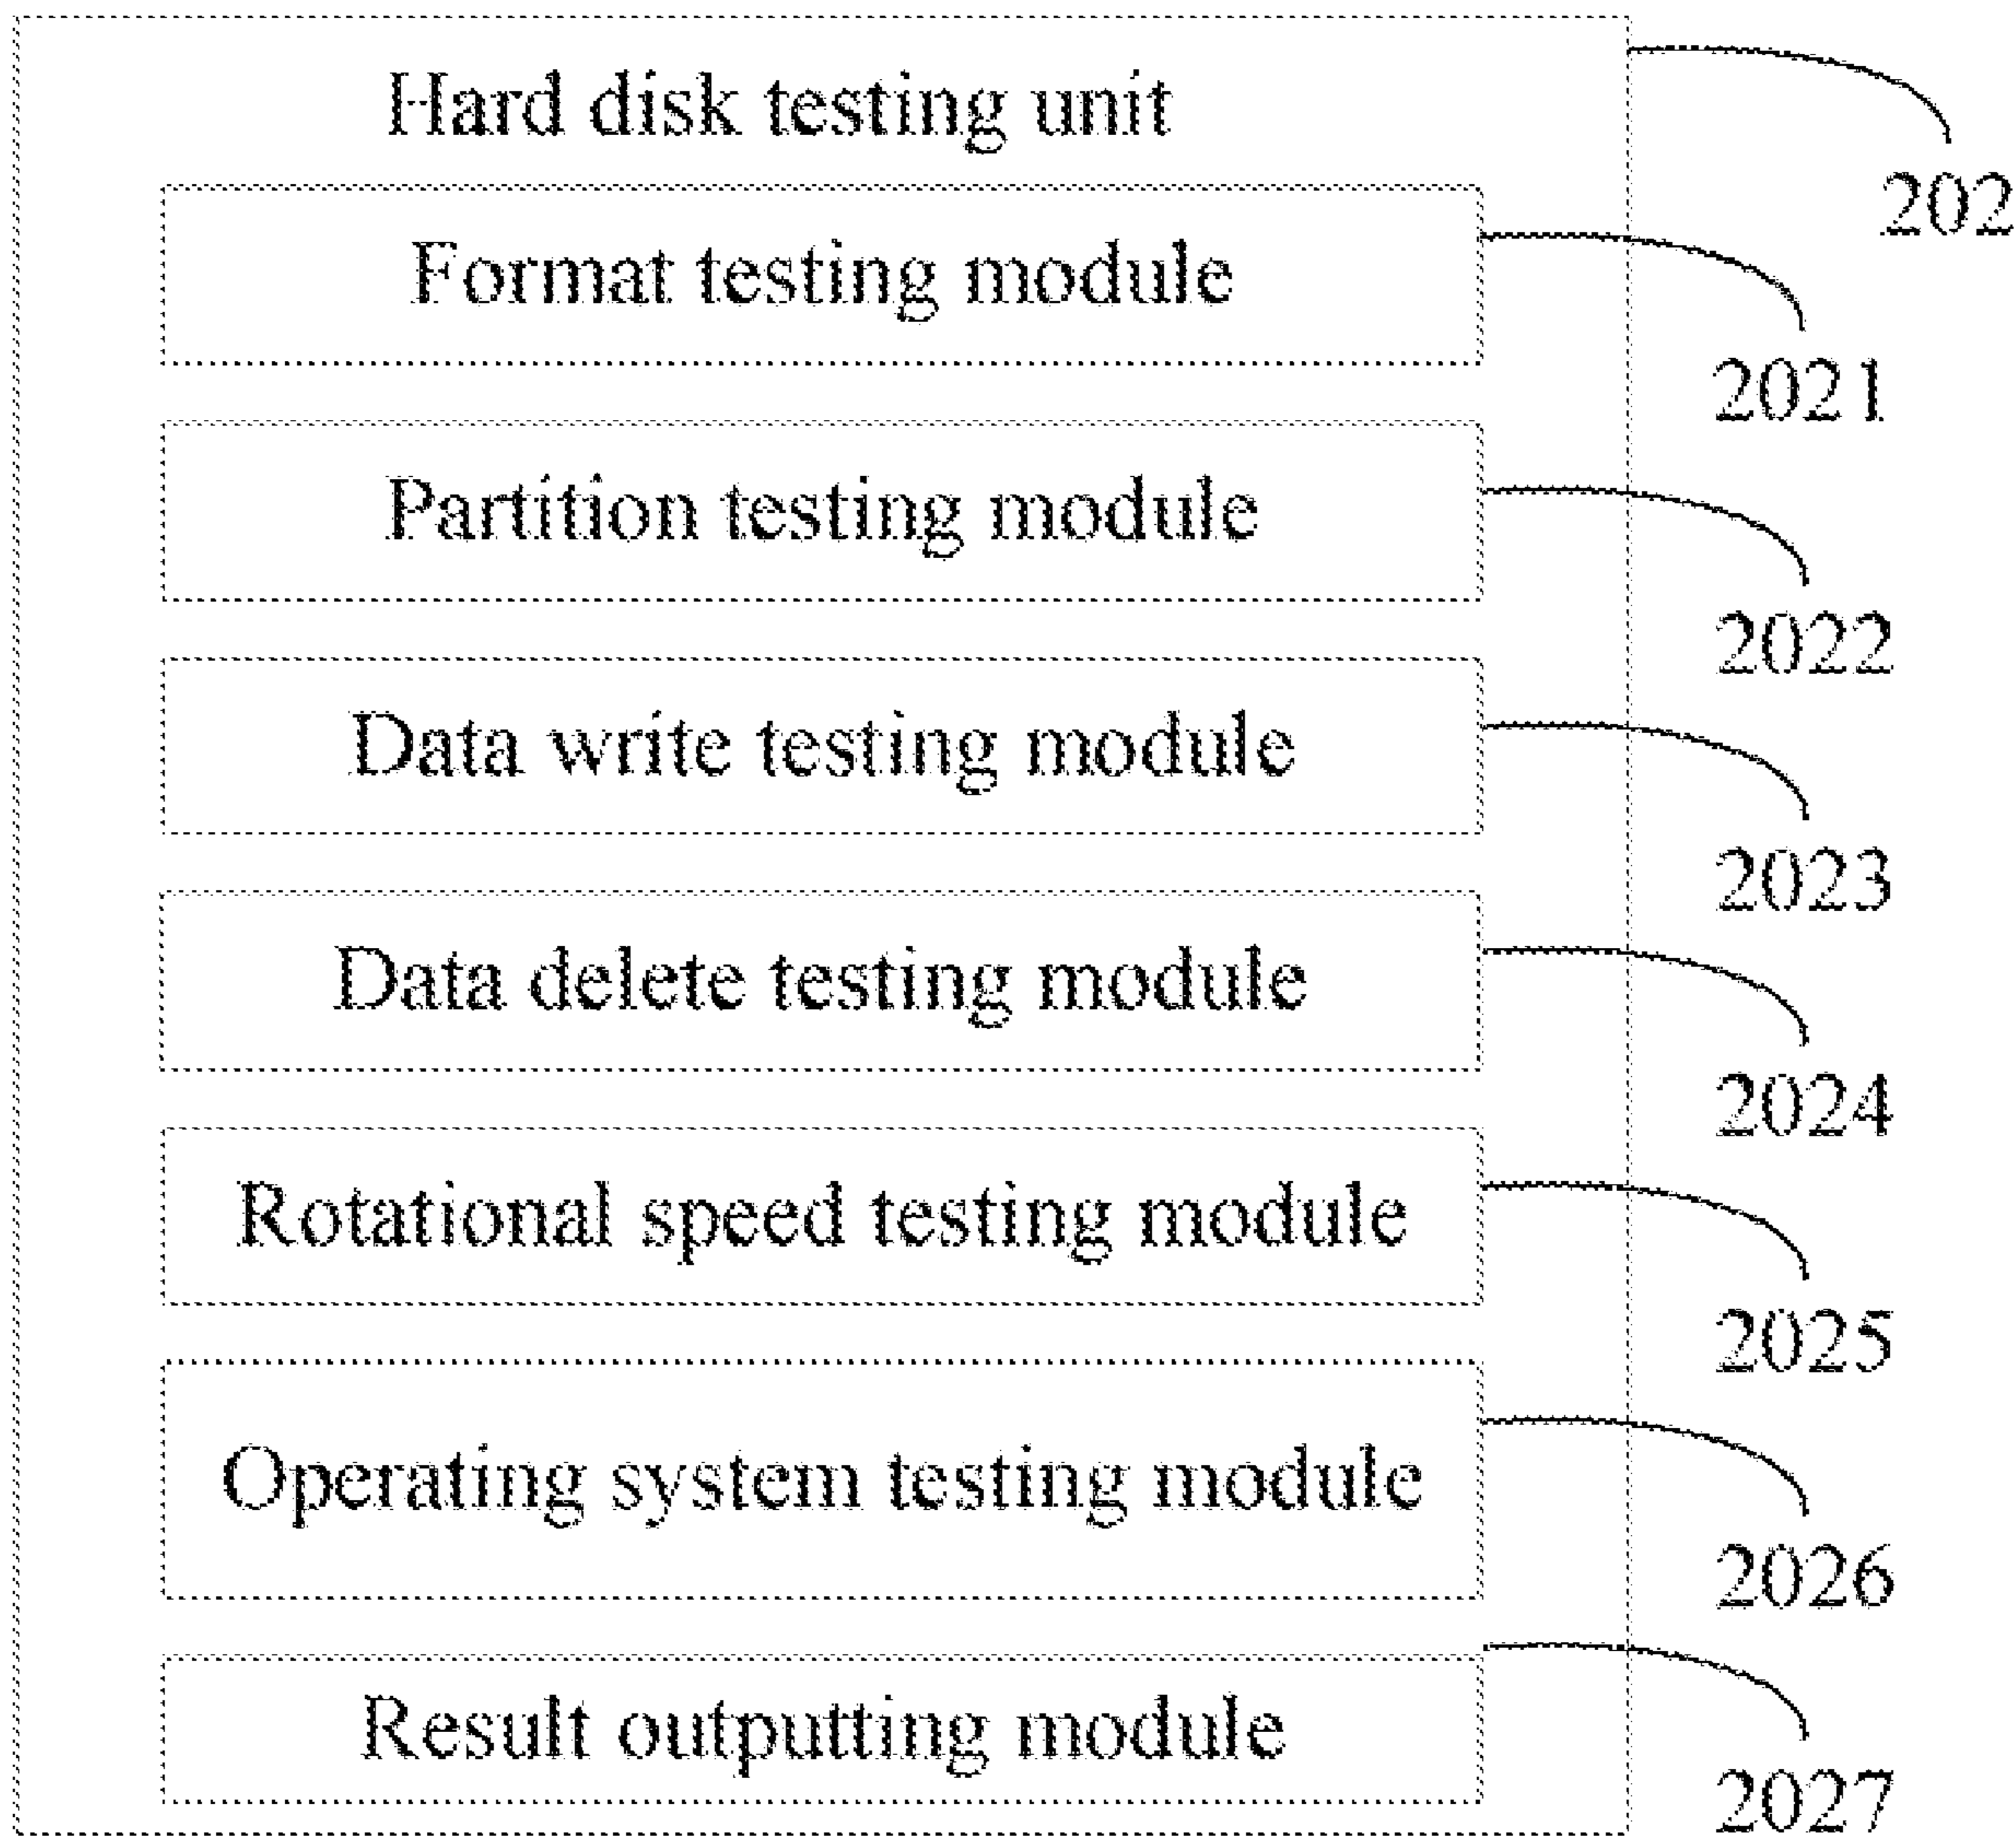 Hard disk testing unit
202
Format testing module
2021
Partition testing module
2022
Data write testing module
2023
Data delete testing module
2024
Rotational speed testing module
2025
Operating system testing module
2026
Result outputting module
2027